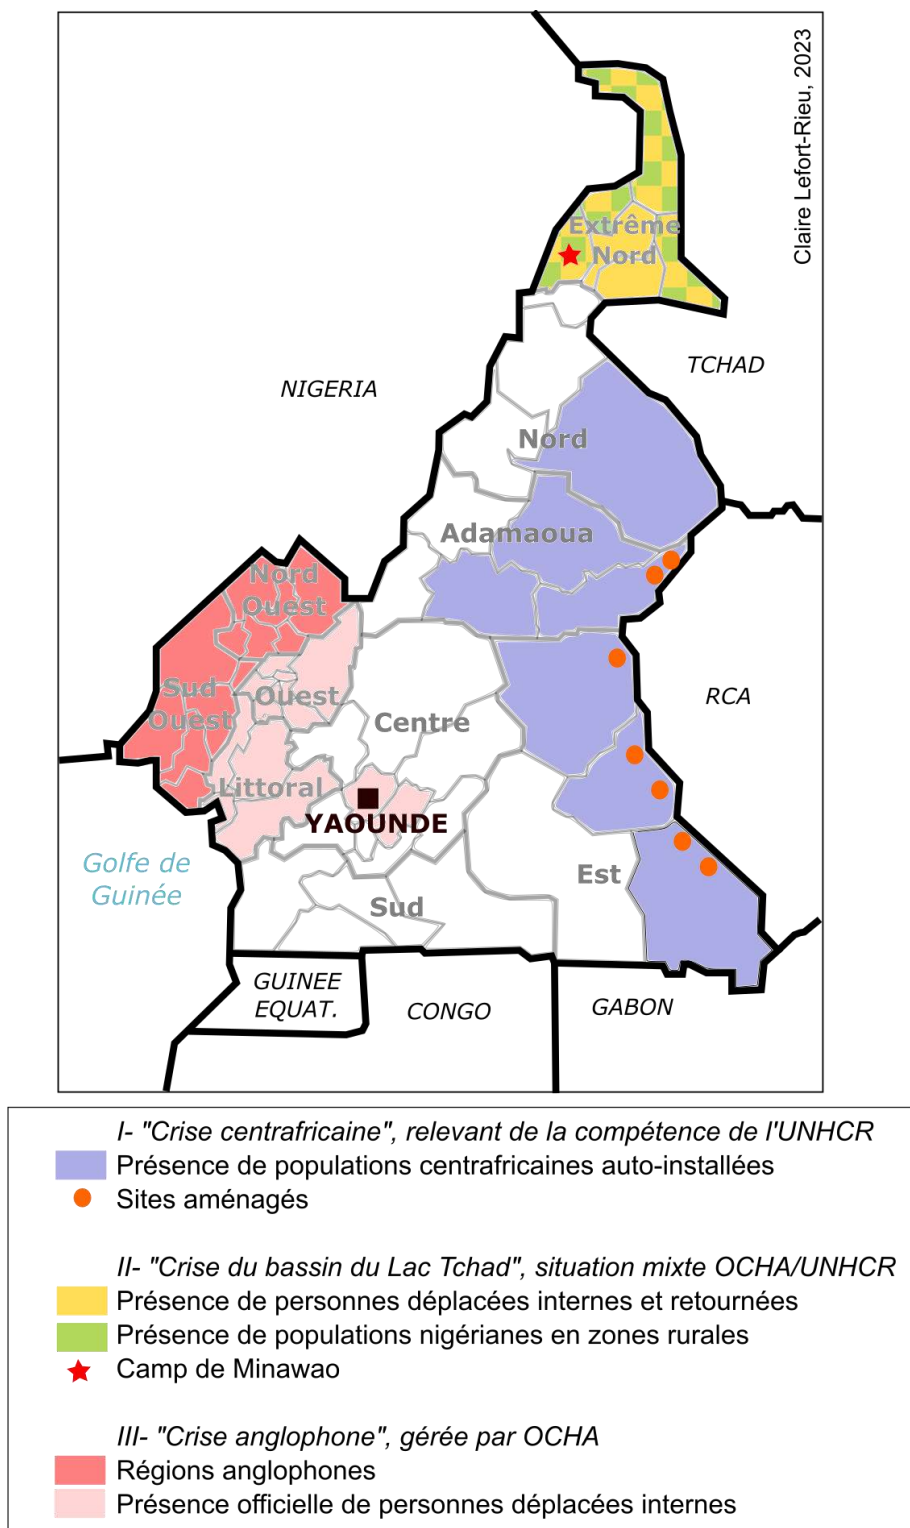 Claire Lefort-Rieu, 2023
Extrême
Nord
TCHAD
NIGERIA
Nord
Adamaoua
Nord
Ouest
Sud
Ouest
Ouest
RCA
Centre
Littoral
YAOUNDE
Golfe de
Guinée
Est
Sud
GUINEE
EQUAT.
CONGO
GABON
I- "Crise centrafricaine", relevant de la compétence de l'UNHCR
Présence de populations centrafricaines auto-installées
Sites aménagés
II- "Crise du bassin du Lac Tchad", situation mixte OCHA/UNHCR
Présence de personnes déplacées internes et retournées
Présence de populations nigérianes en zones rurales
Camp de Minawao
III- "Crise anglophone", gérée par OCHA
Régions anglophones
Présence officielle de personnes déplacées internes